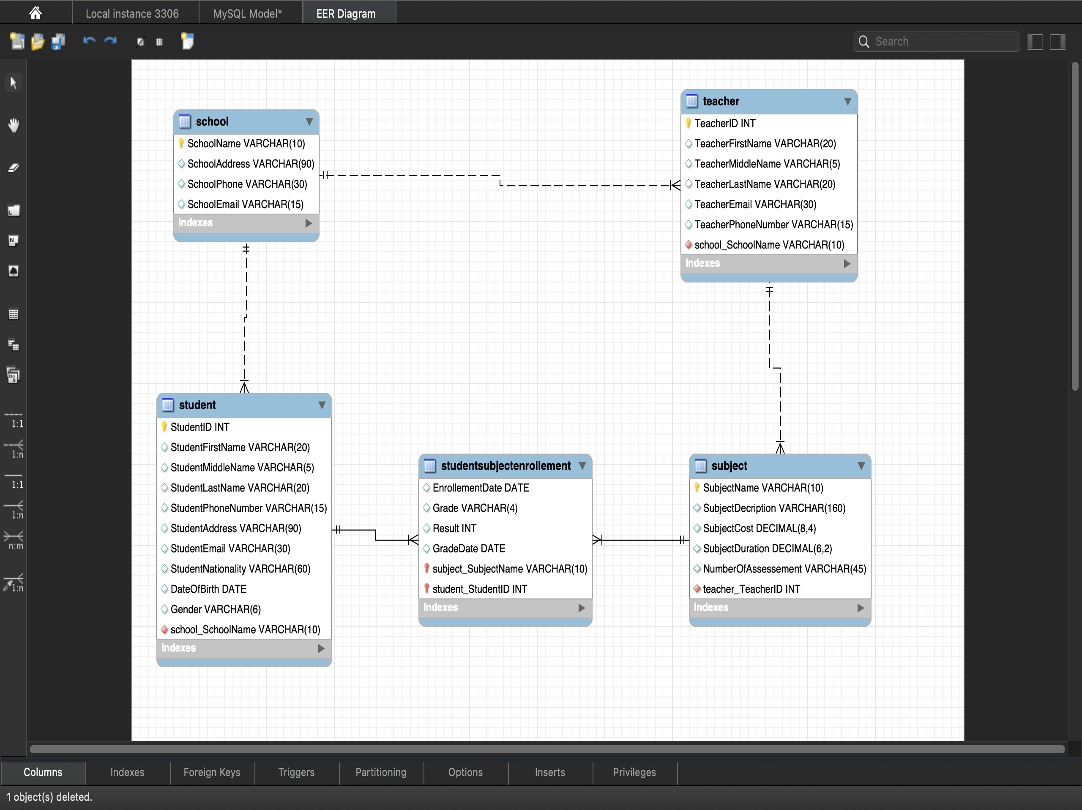 Local instance 3306
MySQL Model*
EER Diagram
Search
school
SchoolName VARCHAR(10)
SchoolAddress VARCHAR(90)
SchoolPhone VARCHAR(30)
SchoolEmail VARCHAR(15)
Indexes
teacher
TeacherID INT
TeacherFirstName VARCHAR(20)
TeacherMiddleName VARCHAR(5)
TeacherLastName VARCHAR(20)
TeacherEmail VARCHAR(30)
TeacherPhoneNumber VARCHAR(15)
school_SchoolName VARCHAR(10)
Indexes
student
StudentID INT
StudentFirstName VARCHAR(20)
StudentMiddleName VARCHAR(5)
StudentLastName VARCHAR(20)
StudentPhoneNumber VARCHAR(15)
StudentAddress VARCHAR(90)
StudentEmail VARCHAR(30)
StudentNationality VARCHAR(60)
DateOfBirth DATE
Gender VARCHAR(6)
school_SchoolName VARCHAR(10)
Indexes
studentsubjectenrollement
EnrollementDate DATE
Grade VARCHAR(4)
Result INT
GradeDate DATE
subject_SubjectName VARCHAR(10)
student_StudentID INT
Indexes
subject
SubjectName VARCHAR(10)
SubjectDecription VARCHAR(160)
SubjectCost DECIMAL(8,4)
SubjectDuration DECIMAL(6,2)
NumberOfAssessement VARCHAR(45)
teacher_TeacherID INT
Indexes
1:1
1:n
1:1
1:n
n:m
1:n
Columns
Indexes
Foreign Keys
Triggers
Partitioning
Options
Inserts
Privileges
1 object(s) deleted.